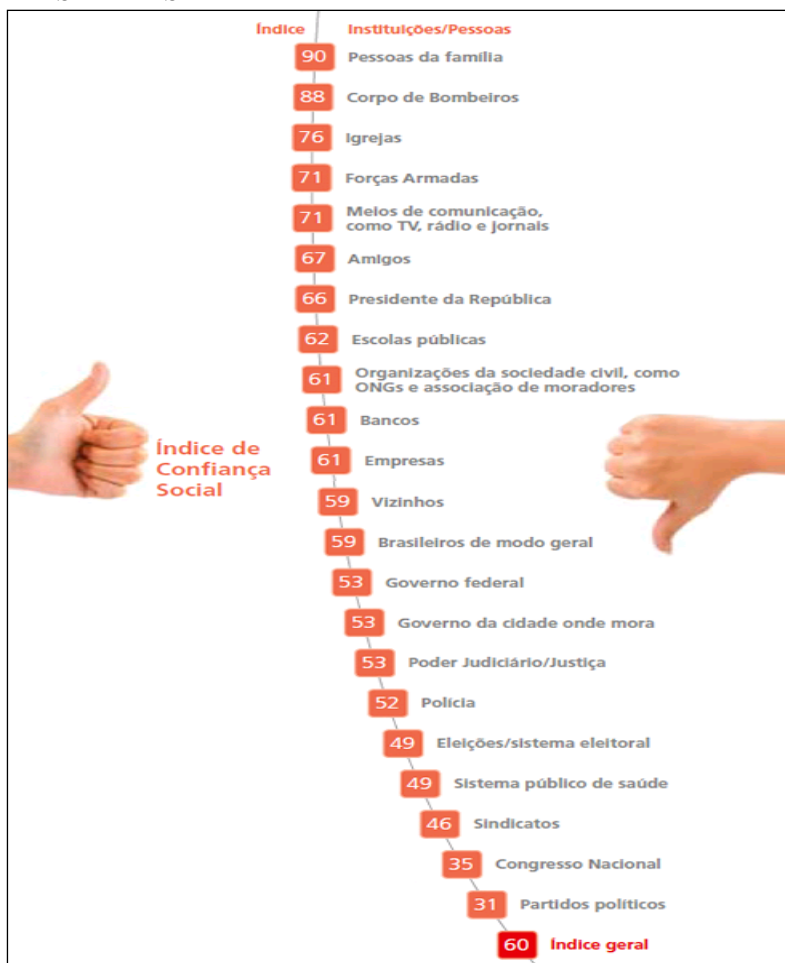 Índice Instituições/Pessoas
90 Pessoas da família
88 Corpo de Bombeiros
76 Igrejas
71 Forças Armadas
71 Meios de comunicação,
como TV, rádio e jornais
67 Amigos
66 Presidente da República
62 Escolas públicas
61 Organizações da sociedade civil, como
ONGs e associação de moradores
61 Bancos
61 Empresas
Índice de
Confiança
Social
59 Vizinhos
59 Brasileiros de modo geral
53 Governo federal
53 Governo da cidade onde mora
53 Poder Judiciário/Justiça
52 Polícia
49 Eleições/sistema eleitoral
49 Sistema público de saúde
46 Sindicatos
35 Congresso Nacional
31 Partidos políticos
60 Índice geral